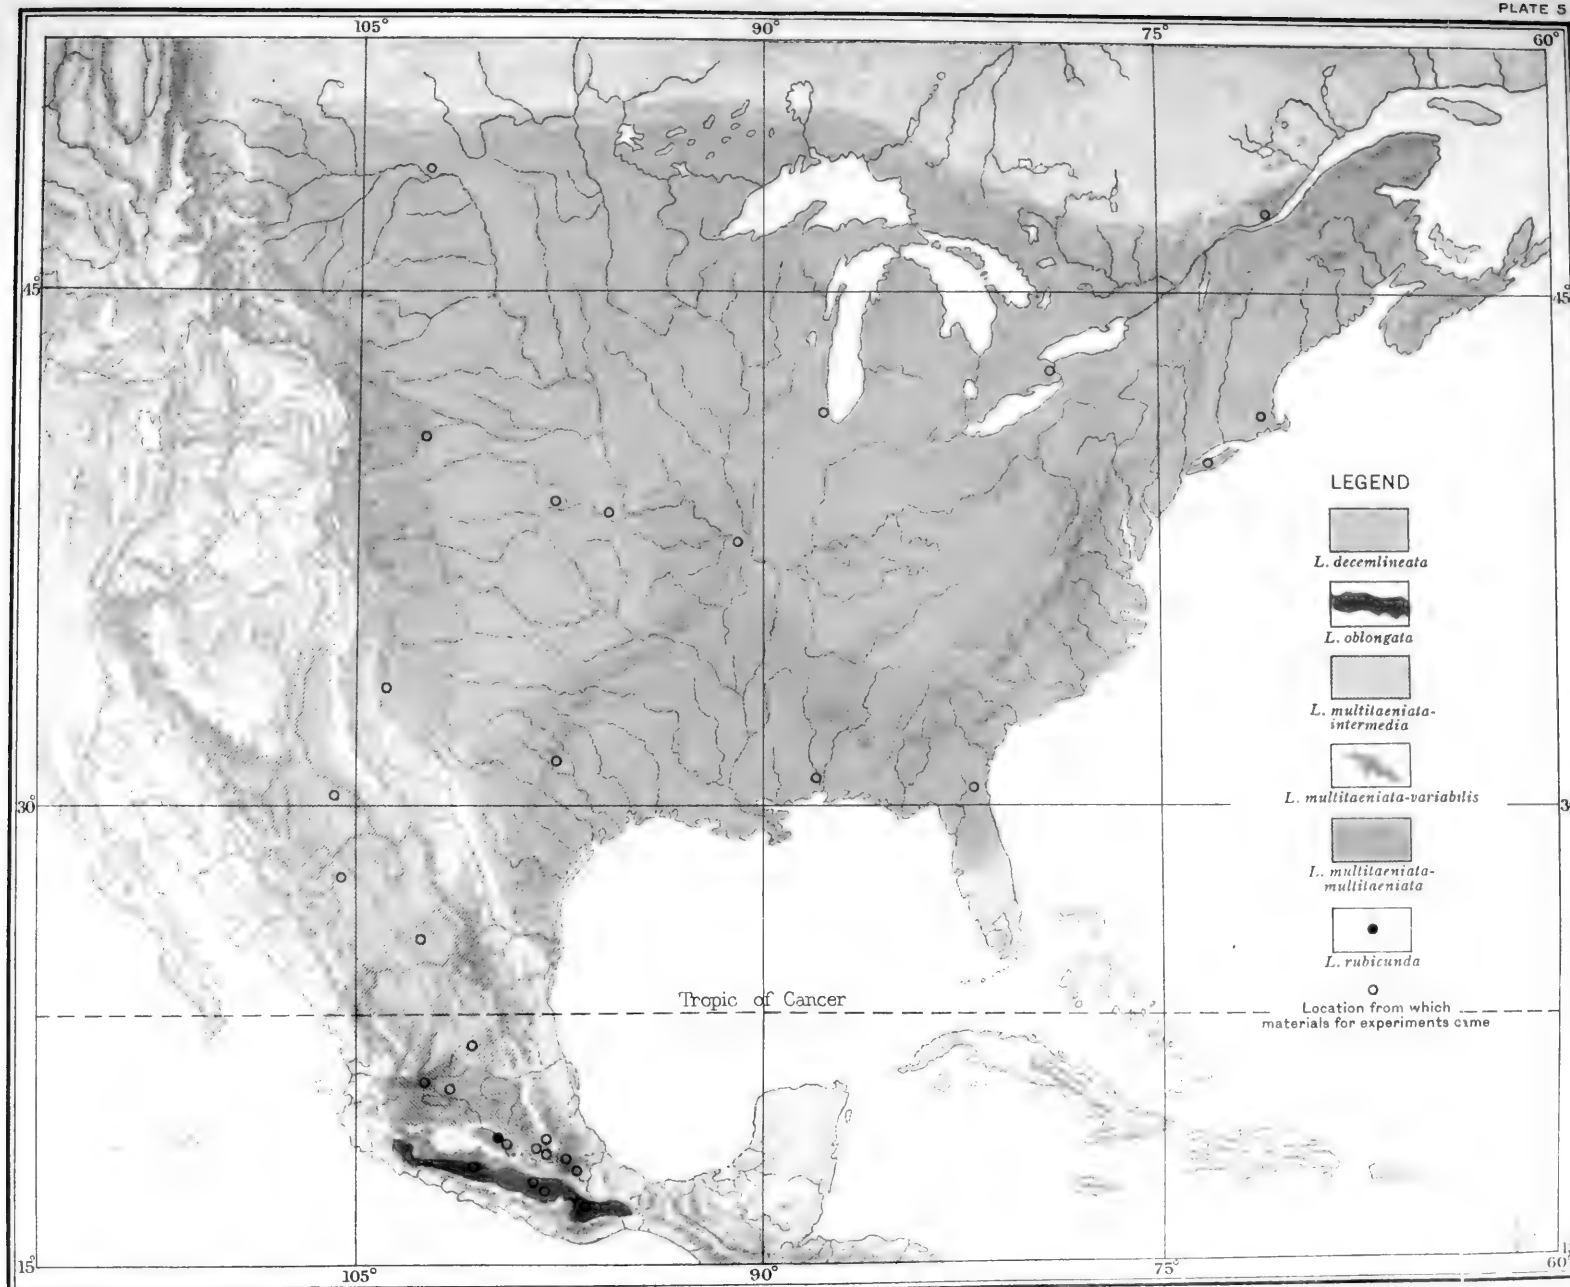 PLATE 5
105° 90° 75° 60°
45° 45°
LEGEND
L. decemlineata
L. oblongata
L. multitaeniata-
intermedia
L. multitaeniata-variabilis
30° 3
L. multitaeniata-
multitaeniata
L. rubicunda
Tropic of Cancer
Location from which
materials for experiments came
15° 105° 90° 75° 60°